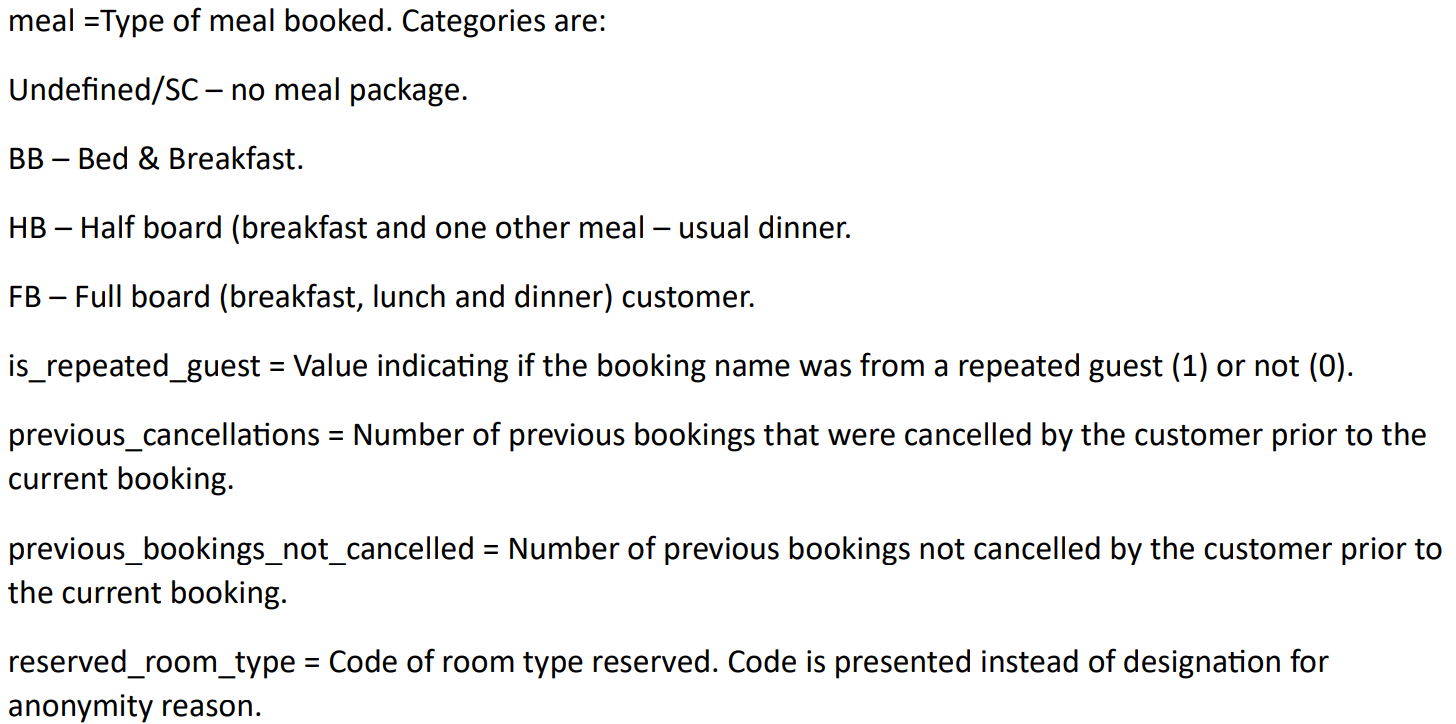 meal =Type of meal booked. Categories are:
Undefined/SC – no meal package.
BB – Bed & Breakfast.
HB – Half board (breakfast and one other meal – usual dinner.
FB – Full board (breakfast, lunch and dinner) customer.
is_repeated_guest = Value indicating if the booking name was from a repeated guest (1) or not (0).
previous_cancellations = Number of previous bookings that were cancelled by the customer prior to the
current booking.
previous_bookings_not_cancelled = Number of previous bookings not cancelled by the customer prior to
the current booking.
reserved_room_type = Code of room type reserved. Code is presented instead of designation for
anonymity reason.